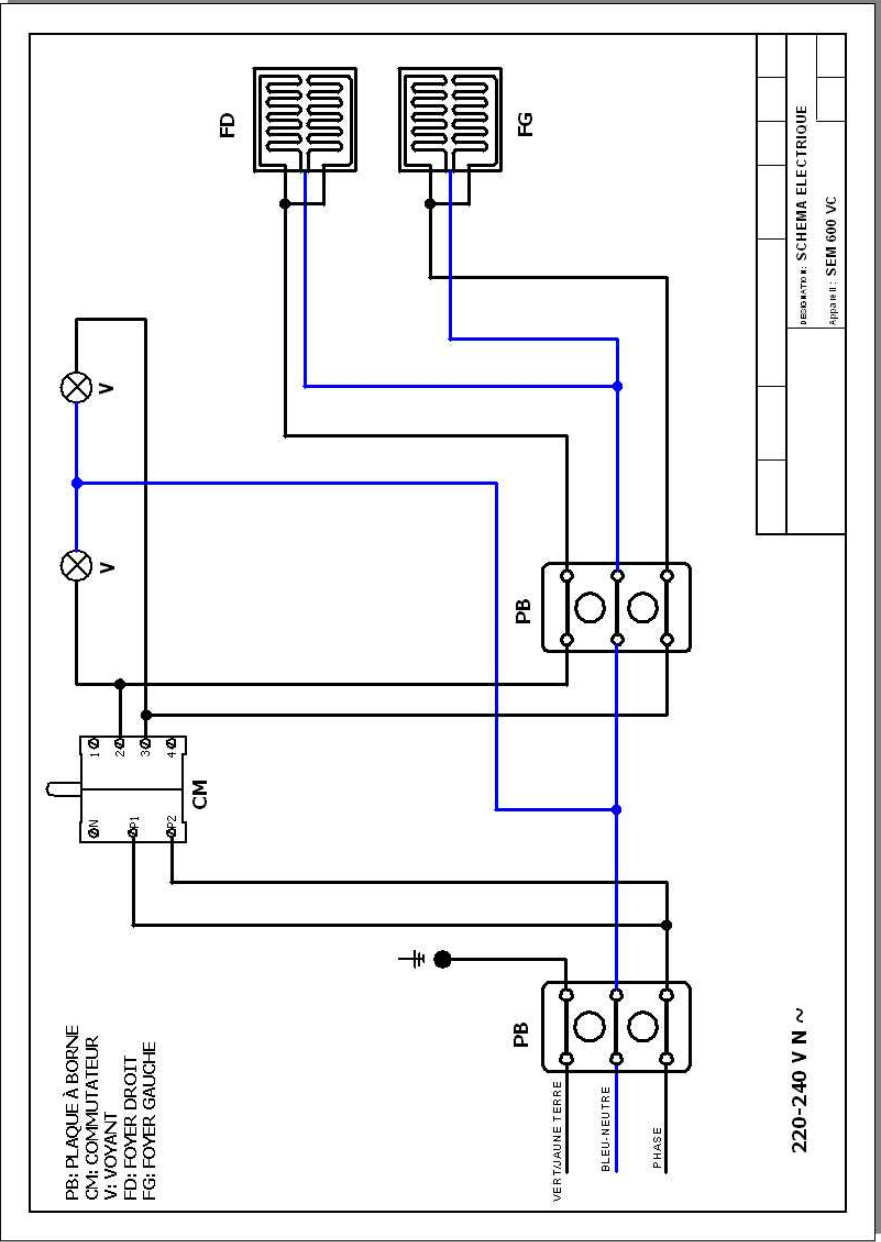 PB: PLAQUE À BORNE
CM: COMMUTATEUR
V: VOYANT
FD: FOYER DROIT
FG: FOYER GAUCHE
V
V
N
P1
P2
1
2
3
4
CM
FD
FG
PB
PB
VERT/JAUNE TERRE
BLEU-NEUTRE
PHASE
220-240 V N ~
DESIGNATION: SCHEMA ELECTRIQUE
Appareil: SEM 600 VC